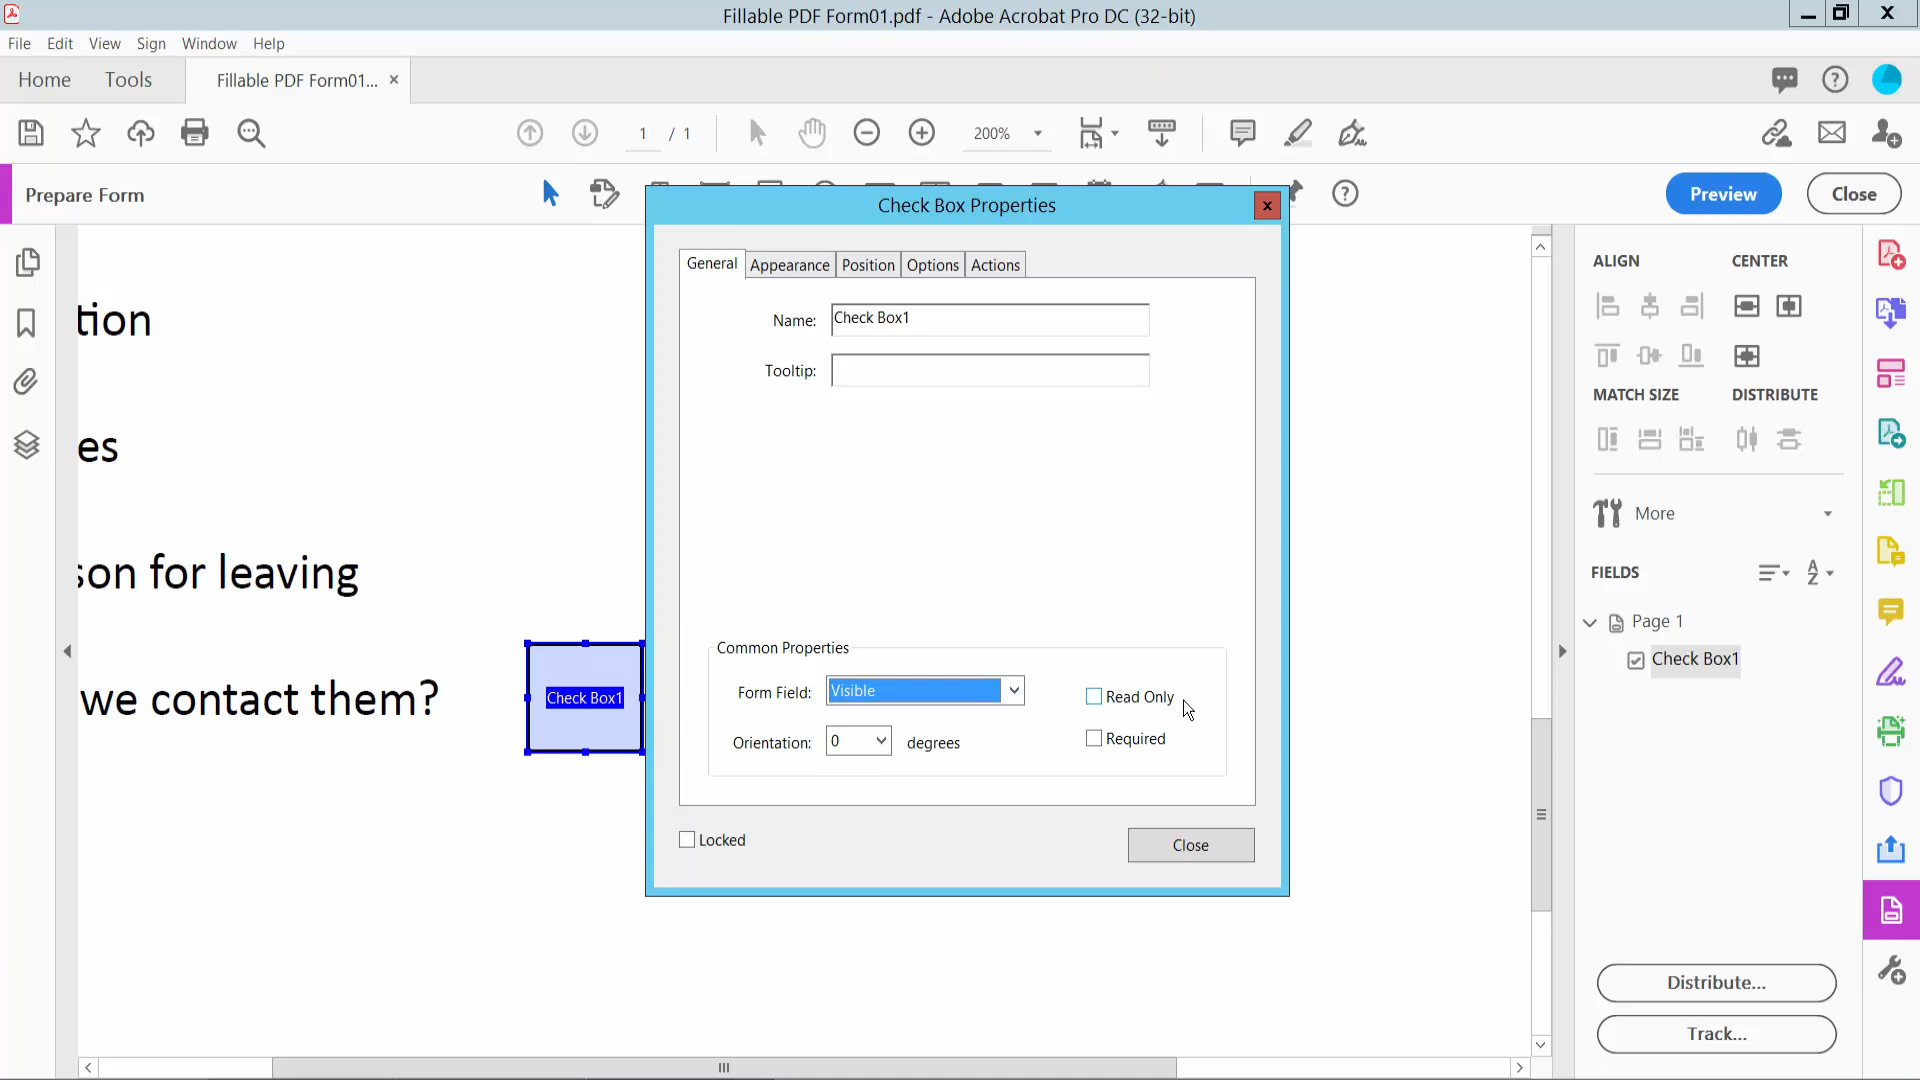 Fillable PDF Form01.pdf - Adobe Acrobat Pro DC (32-bit)
File Edit View Sign Window Help
Home Tools Fillable PDF Form01...
1 / 1 200%
Prepare Form Preview Close
Check Box Properties
General Appearance Position Options Actions
Name: Check Box1
Tooltip:
Common Properties
Form Field: Visible Read Only
Orientation: 0 degrees Required
Locked Close
tion
es
son for leaving
we contact them?
Check Box1
ALIGN CENTER
MATCH SIZE DISTRIBUTE
More
FIELDS
Page 1
Check Box1
Distribute...
Track...